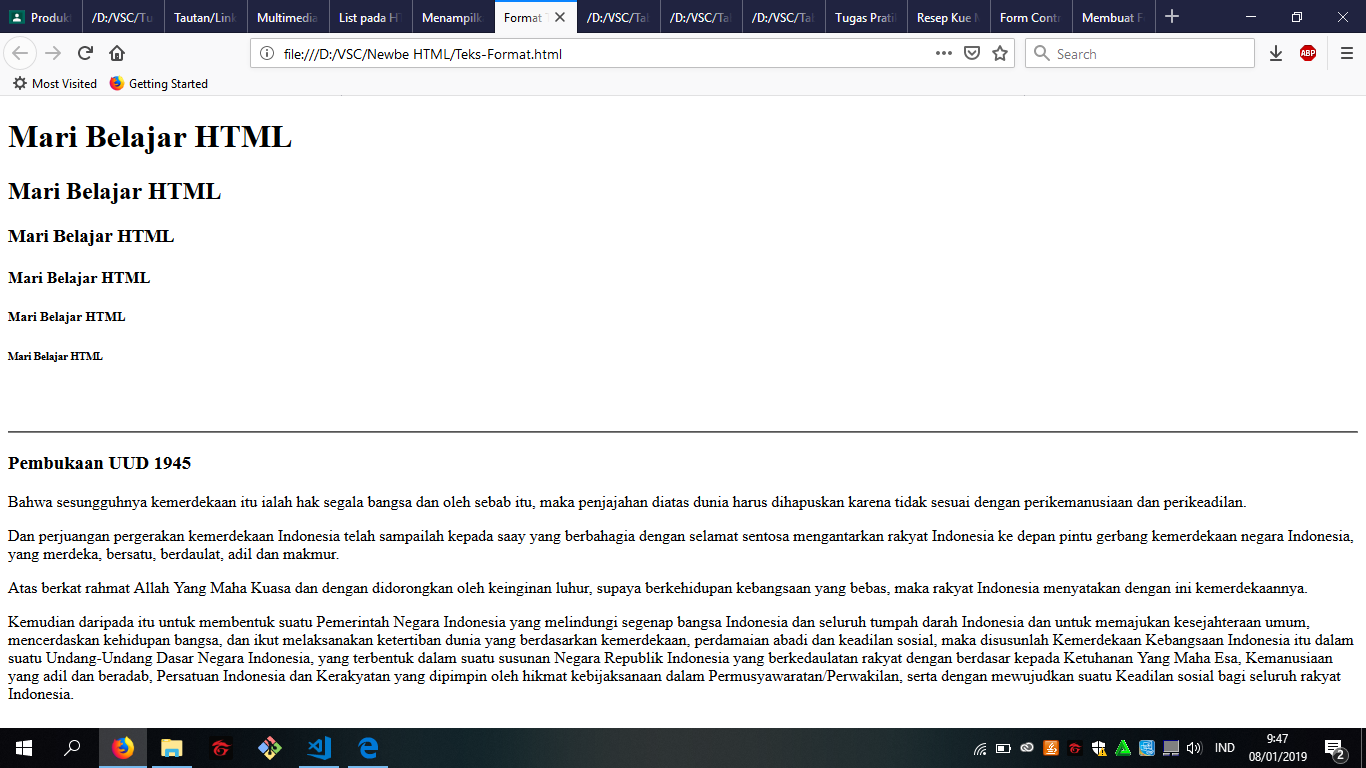 Produk /D:/VSC/Tu Tautan/Link Multimedia List pada HT Menampilk Format T /D:/VSC/Tab /D:/VSC/Tab /D:/VSC/Tab Tugas Prati Resep Kue M Form Contr Membuat F
file:///D:/VSC/Newbe HTML/Teks-Format.html Search ABP
Most Visited Getting Started
Mari Belajar HTML
Mari Belajar HTML
Mari Belajar HTML
Mari Belajar HTML
Mari Belajar HTML
Mari Belajar HTML
Pembukaan UUD 1945
Bahwa sesungguhnya kemerdekaan itu ialah hak segala bangsa dan oleh sebab itu, maka penjajahan diatas dunia harus dihapuskan karena tidak sesuai dengan perikemanusiaan dan perikeadilan.
Dan perjuangan pergerakan kemerdekaan Indonesia telah sampailah kepada saay yang berbahagia dengan selamat sentosa mengantarkan rakyat Indonesia ke depan pintu gerbang kemerdekaan negara Indonesia,
yang merdeka, bersatu, berdaulat, adil dan makmur.
Atas berkat rahmat Allah Yang Maha Kuasa dan dengan didorongkan oleh keinginan luhur, supaya berkehidupan kebangsaan yang bebas, maka rakyat Indonesia menyatakan dengan ini kemerdekaannya.
Kemudian daripada itu untuk membentuk suatu Pemerintah Negara Indonesia yang melindungi segenap bangsa Indonesia dan seluruh tumpah darah Indonesia dan untuk memajukan kesejahteraan umum,
mencerdaskan kehidupan bangsa, dan ikut melaksanakan ketertiban dunia yang berdasarkan kemerdekaan, perdamaian abadi dan keadilan sosial, maka disusunlah Kemerdekaan Kebangsaan Indonesia itu dalam
suatu Undang-Undang Dasar Negara Indonesia, yang terbentuk dalam suatu susunan Negara Republik Indonesia yang berkedaulatan rakyat dengan berdasar kepada Ketuhanan Yang Maha Esa, Kemanusiaan
yang adil dan beradab, Persatuan Indonesia dan Kerakyatan yang dipimpin oleh hikmat kebijaksanaan dalam Permusyawaratan/Perwakilan, serta dengan mewujudkan suatu Keadilan sosial bagi seluruh rakyat
Indonesia.
IND
9:47
08/01/2019
2